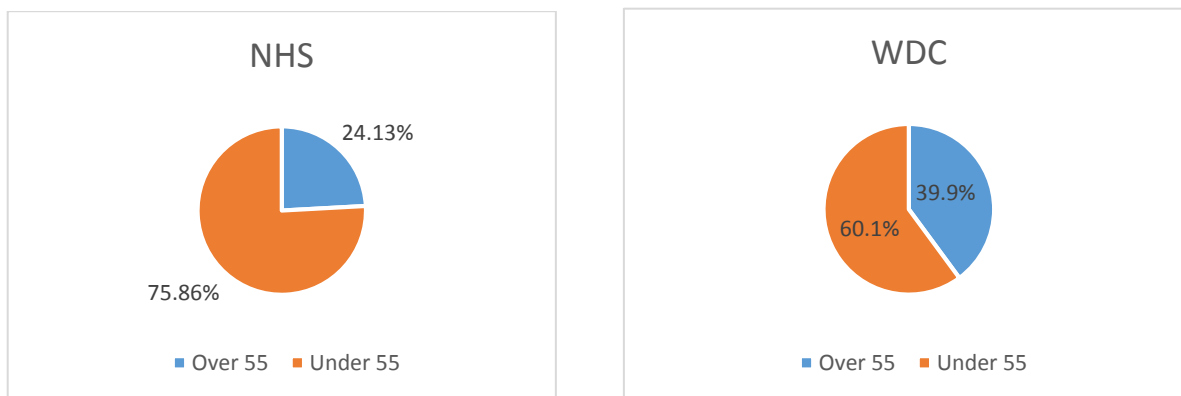 NHS
24.13%
75.86%
Over 55 Under 55
WDC
39.9%
60.1%
Over 55 Under 55